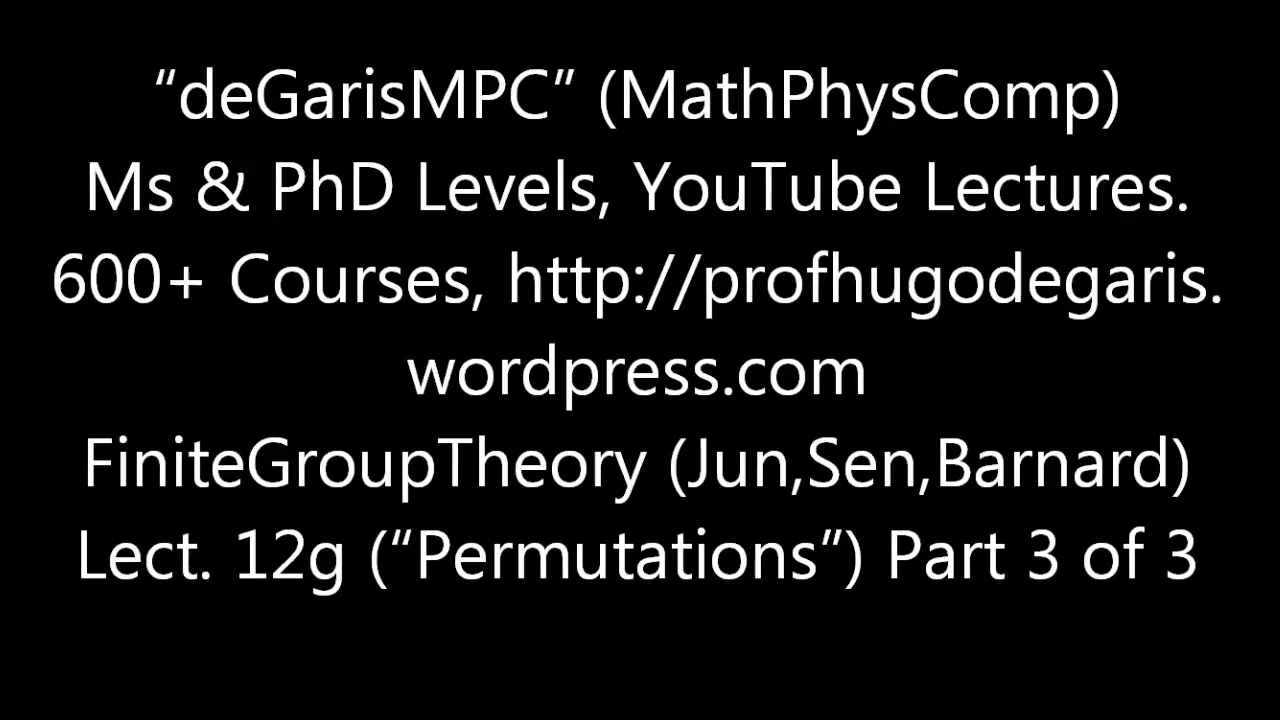 “deGarisMPC” (MathPhysComp)
Ms & PhD Levels, YouTube Lectures.
600+ Courses, http://profhugodegaris.
wordpress.com
FiniteGroupTheory (Jun,Sen,Barnard)
Lect. 12g (“Permutations”) Part 3 of 3